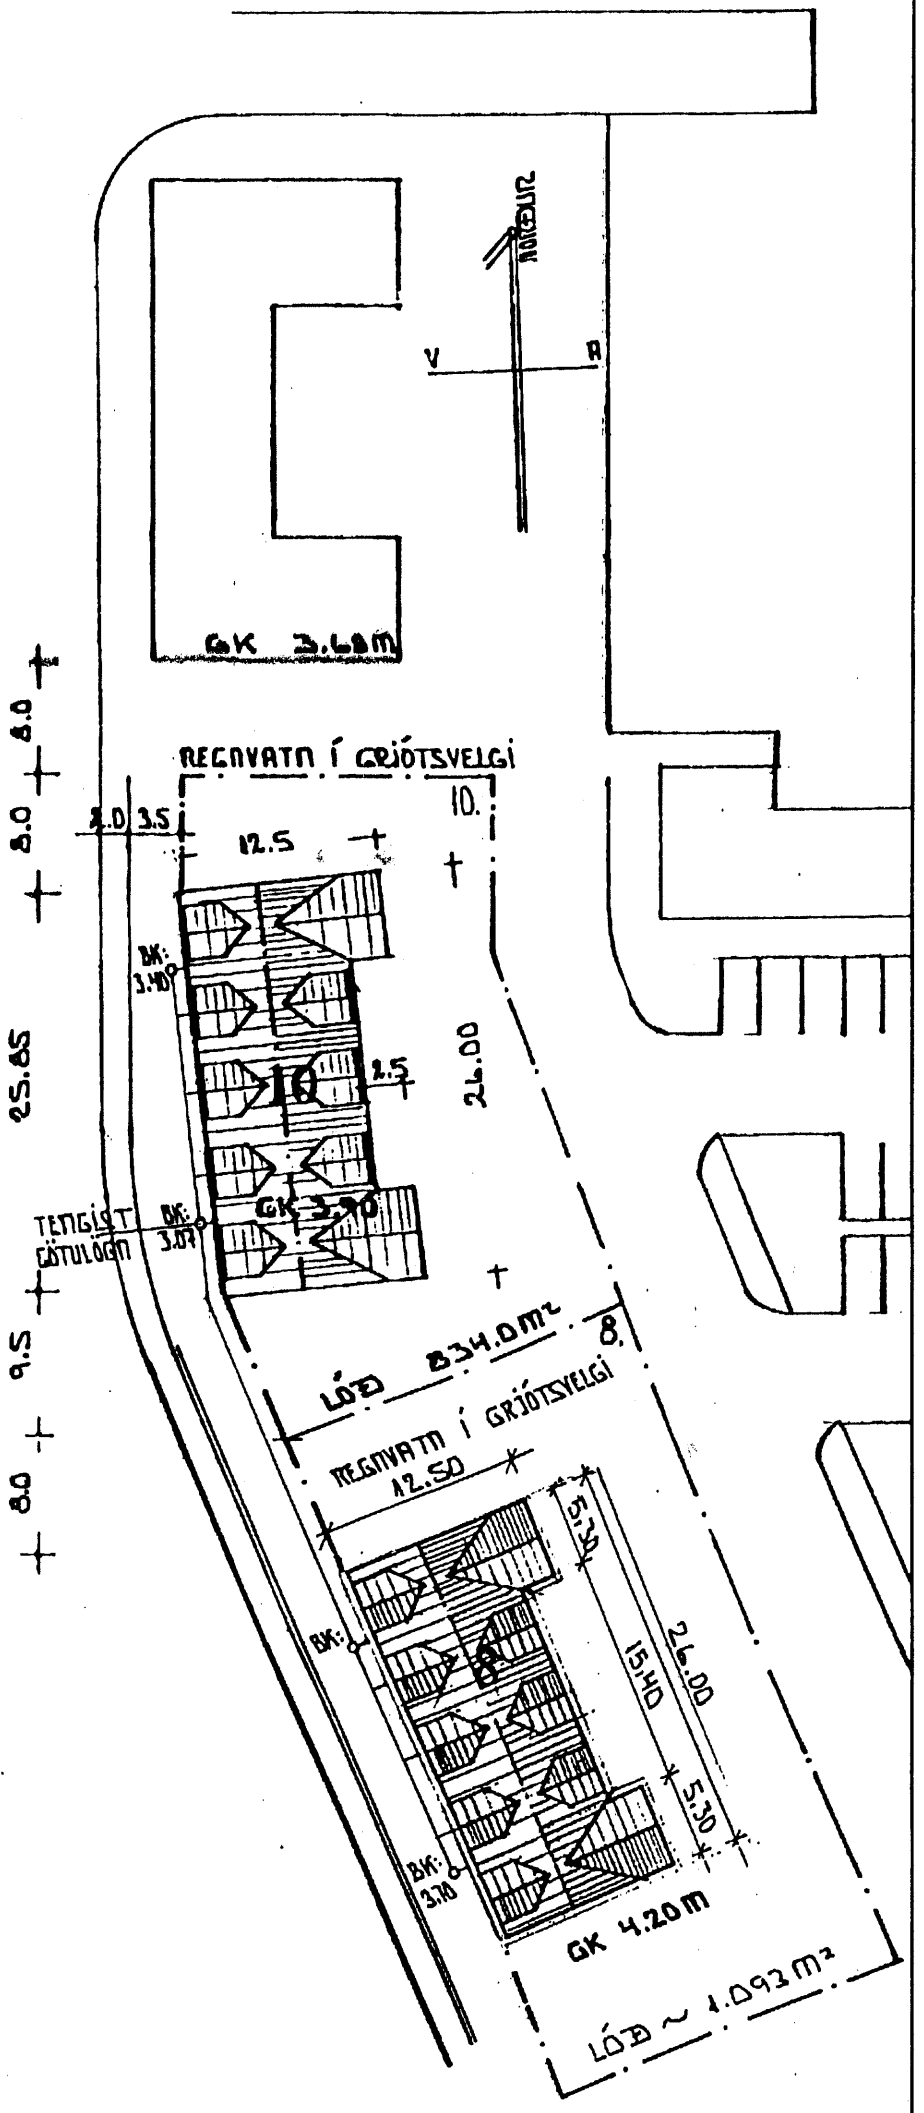 NORÐUR
V
A
GK 3.68M
8.0
REGNVATN Í GRJÓTSVELGI
10.
8.0
2.0
3.5
12.5
BK:
3.40
25.85
10
2.5
26.00
GK 3.90
TENGIST
GÖTULÖGN
BK:
3.07
9.5
LÓÐ 834.0M²
8.
REGNVATN Í GRJÓTSVELGI
8.0
12.50
5,30
BK:
8
15,40
26.00
5.30
BK:
3.70
GK 4.20M
LÓÐ ~ 1.093M²